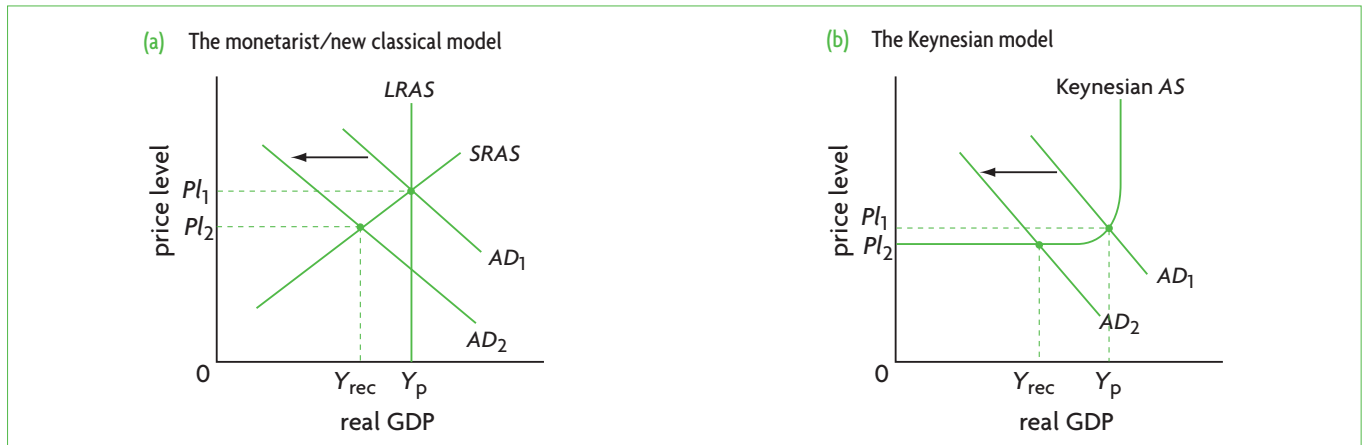 (a) The monetarist/new classical model
LRAS
SRAS
price level
Pl1
Pl2
AD1
AD2
0
Yrec
Yp
real GDP
(b) The Keynesian model
Keynesian AS
price level
Pl1
Pl2
AD1
AD2
0
Yrec
Yp
real GDP